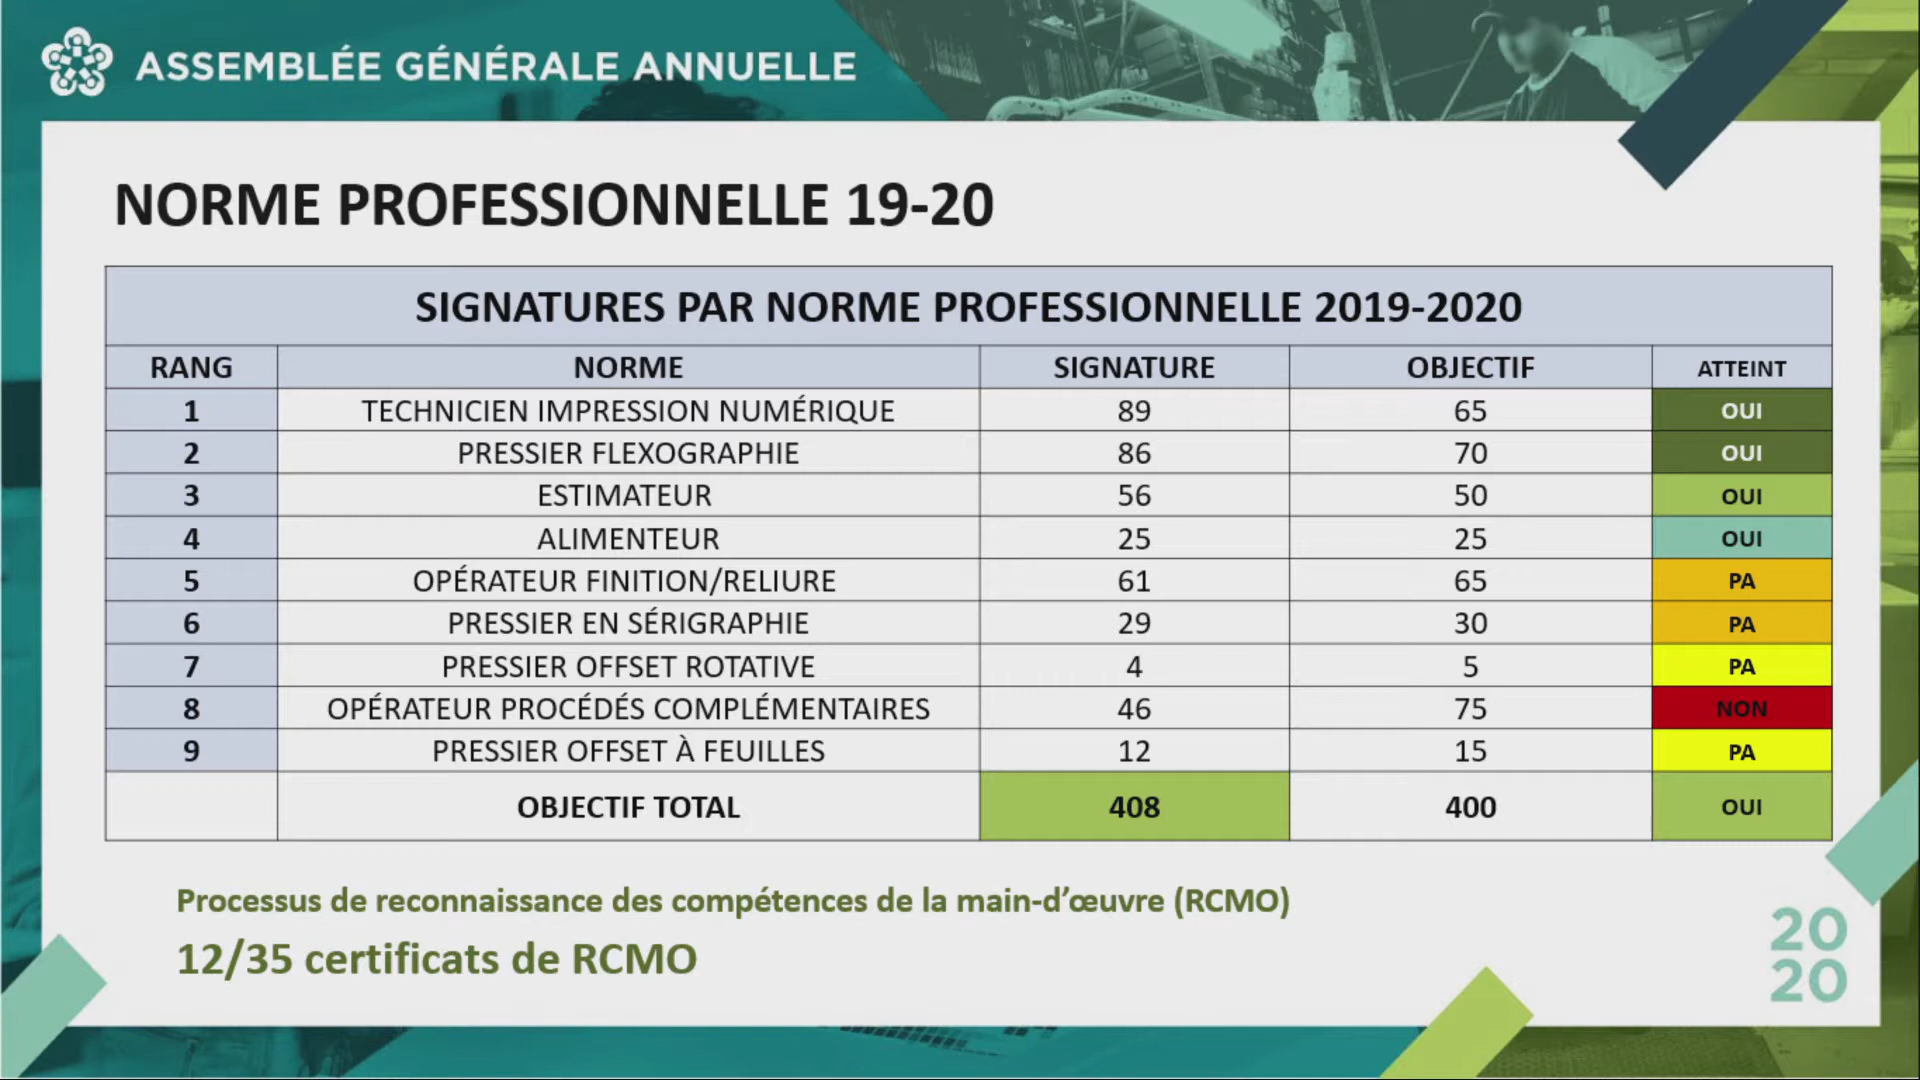 ASSEMBLÉE GÉNÉRALE ANNUELLE
NORME PROFESSIONNELLE 19-20
SIGNATURES PAR NORME PROFESSIONNELLE 2019-2020
RANG NORME SIGNATURE OBJECTIF ATTEINT
1 TECHNICIEN IMPRESSION NUMÉRIQUE 89 65 OUI
2 PRESSIER FLEXOGRAPHIE 86 70 OUI
3 ESTIMATEUR 56 50 OUI
4 ALIMENTEUR 25 25 OUI
5 OPÉRATEUR FINITION/RELIURE 61 65 PA
6 PRESSIER EN SÉRIGRAPHIE 29 30 PA
7 PRESSIER OFFSET ROTATIVE 4 5 PA
8 OPÉRATEUR PROCÉDÉS COMPLÉMENTAIRES 46 75 NON
9 PRESSIER OFFSET À FEUILLES 12 15 PA
OBJECTIF TOTAL 408 400 OUI
Processus de reconnaissance des compétences de la main-d’œuvre (RCMO)
12/35 certificats de RCMO
20
20